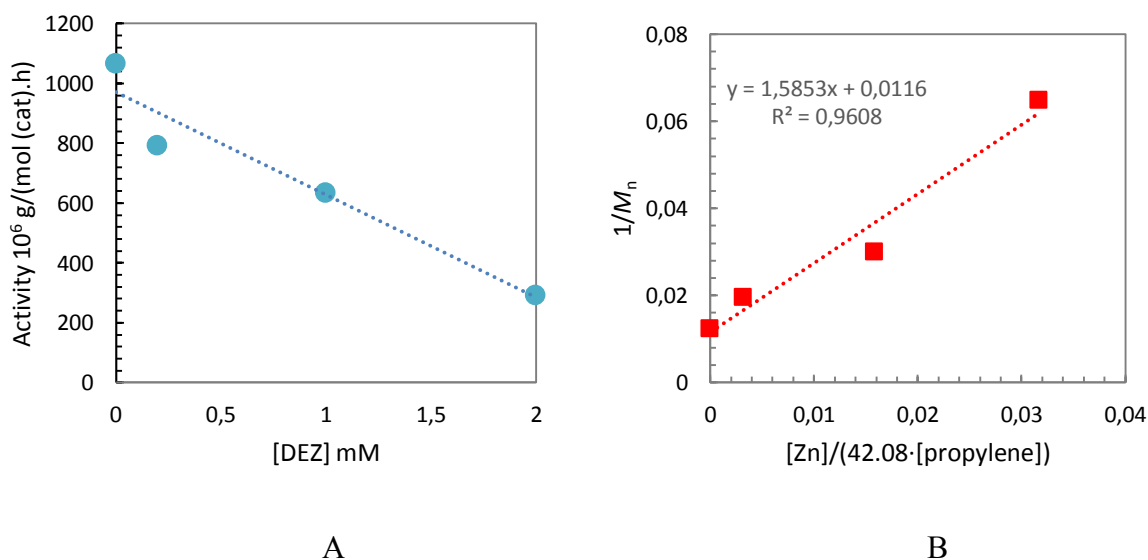 1200
1000
800
600
400
200
0
0
0,5
1
1,5
2
Activity 10⁶ g/(mol (cat).h
[DEZ] mM
A
0,08
0,06
0,04
0,02
0
0
0,01
0,02
0,03
0,04
y = 1,5853x + 0,0116
R² = 0,9608
1/Mn
[Zn]/(42.08·[propylene])
B